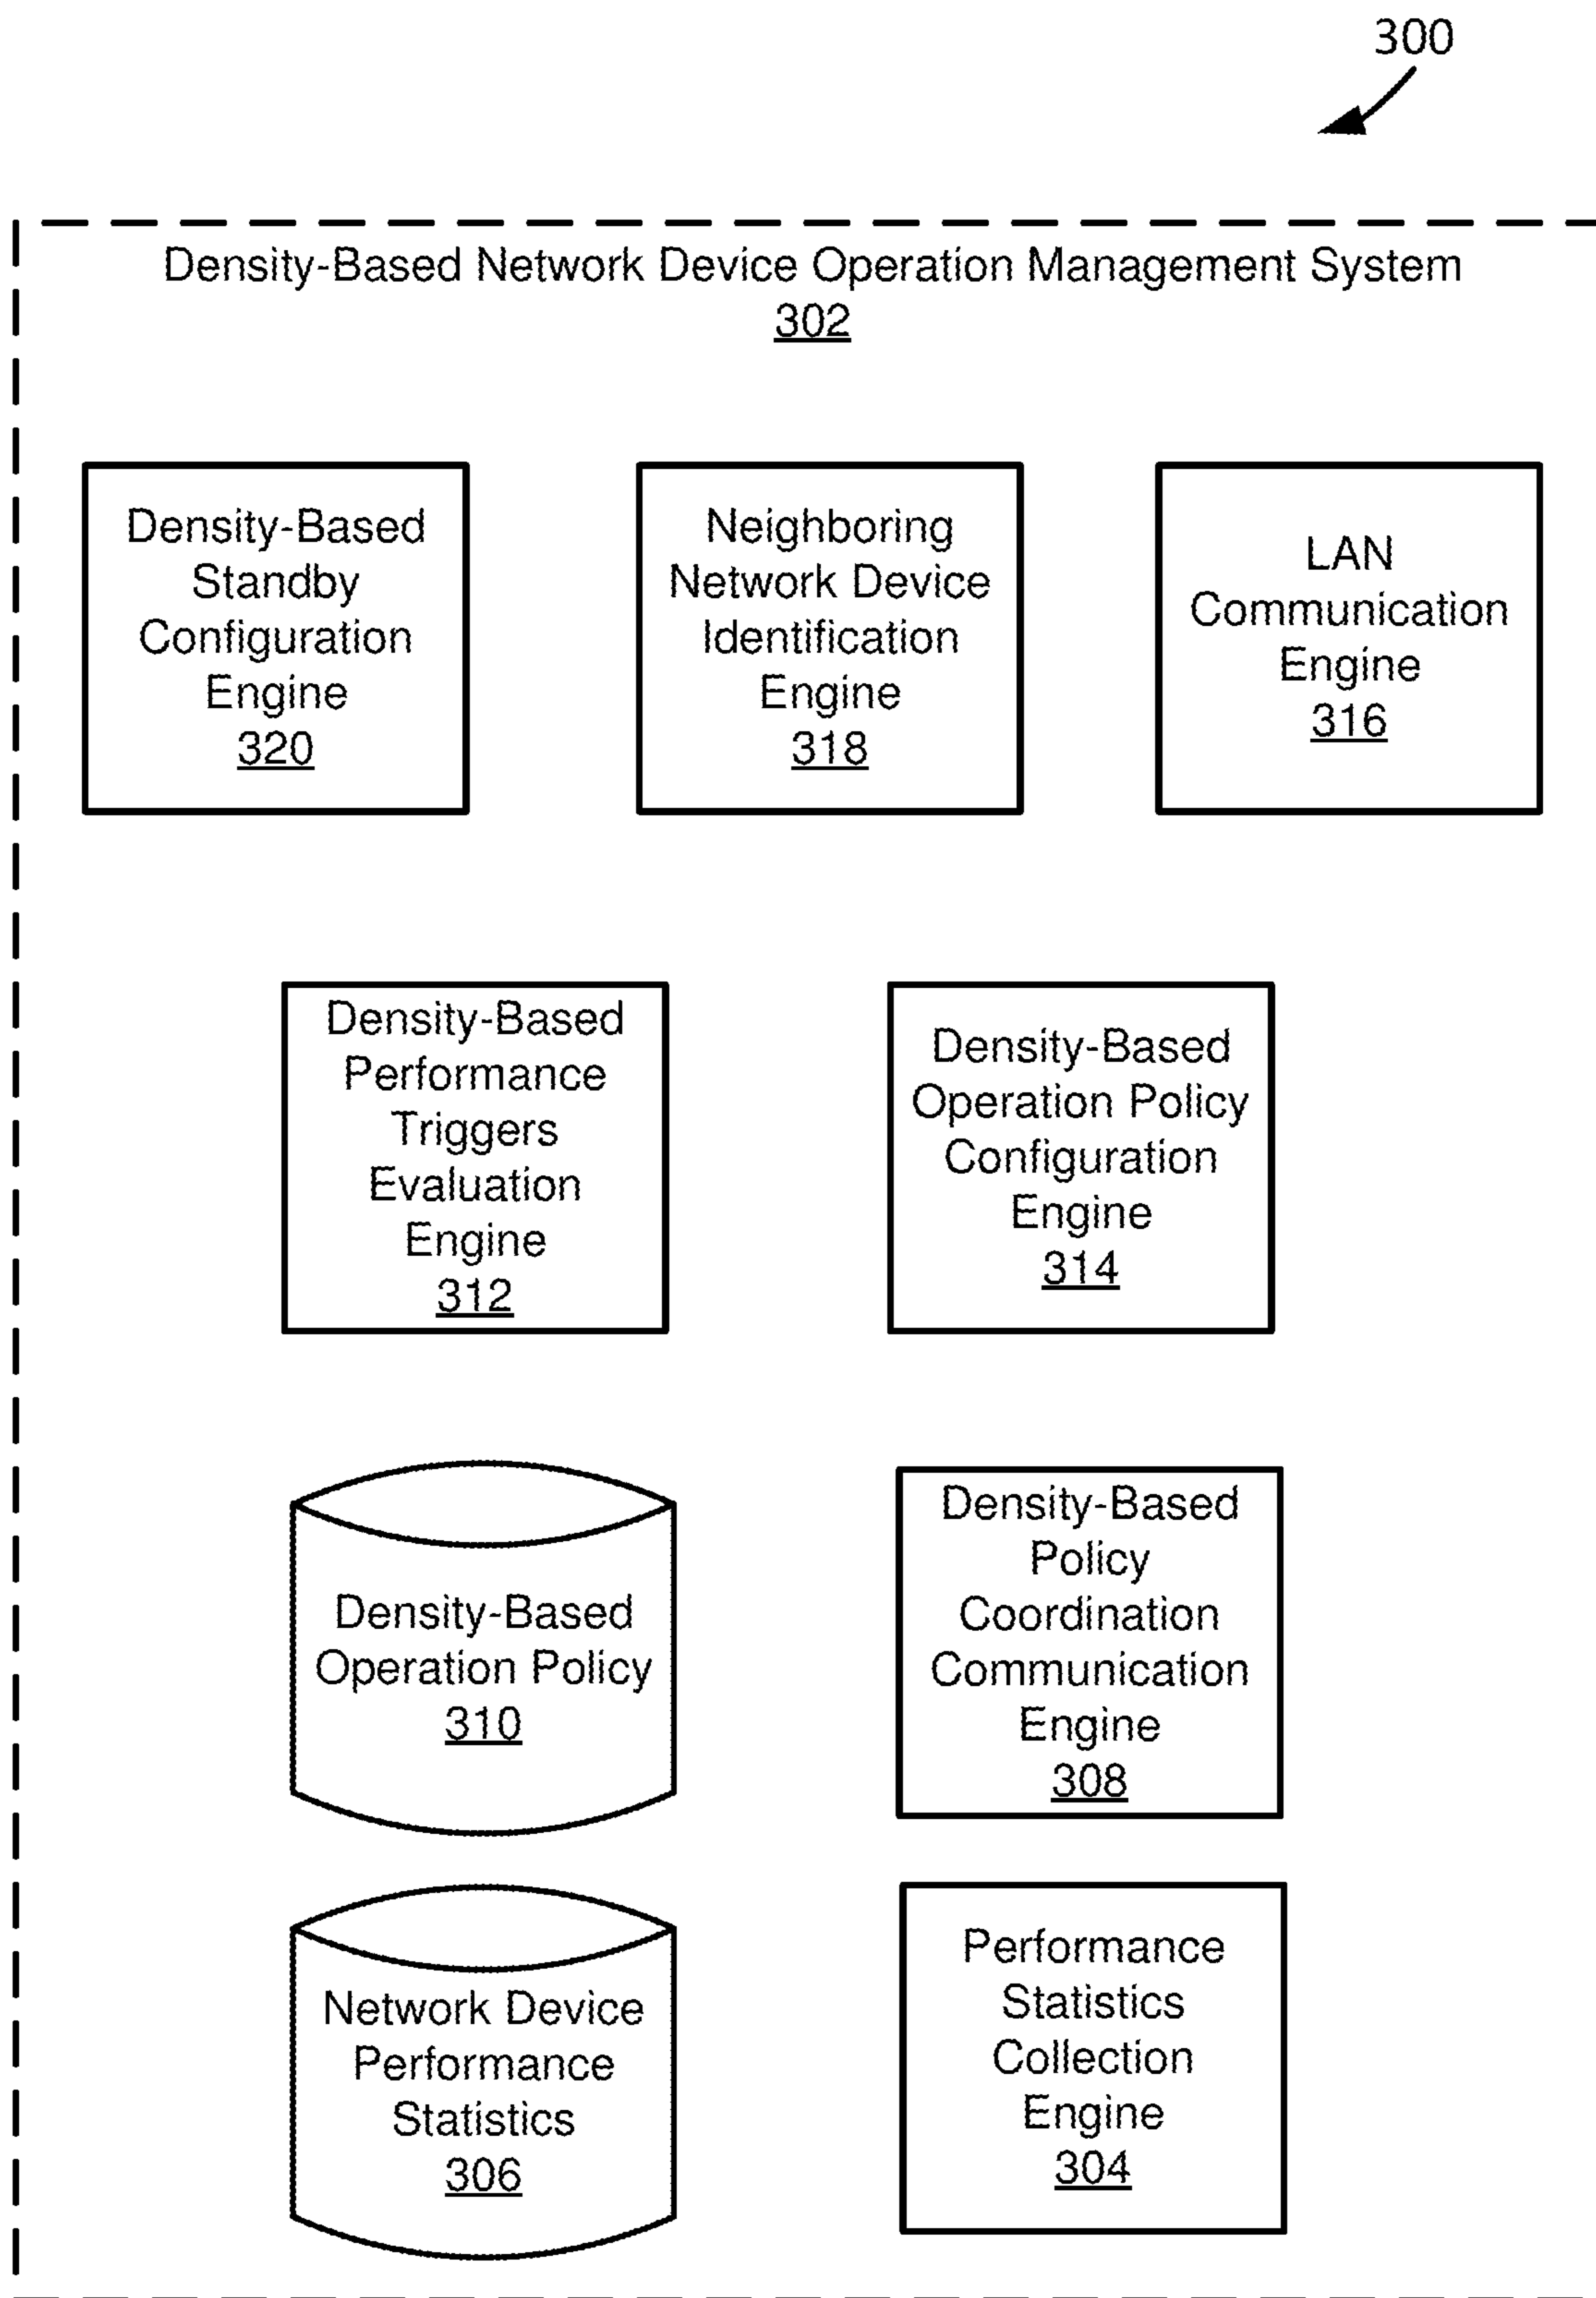 300
Density-Based Network Device Operation Management System
302
Density-Based
Standby
Configuration
Engine
320
Neighboring
Network Device
Identification
Engine
318
LAN
Communication
Engine
316
Density-Based
Performance
Triggers
Evaluation
Engine
312
Density-Based
Operation Policy
Configuration
Engine
314
Density-Based
Operation Policy
310
Density-Based
Policy
Coordination
Communication
Engine
308
Network Device
Performance
Statistics
306
Performance
Statistics
Collection
Engine
304